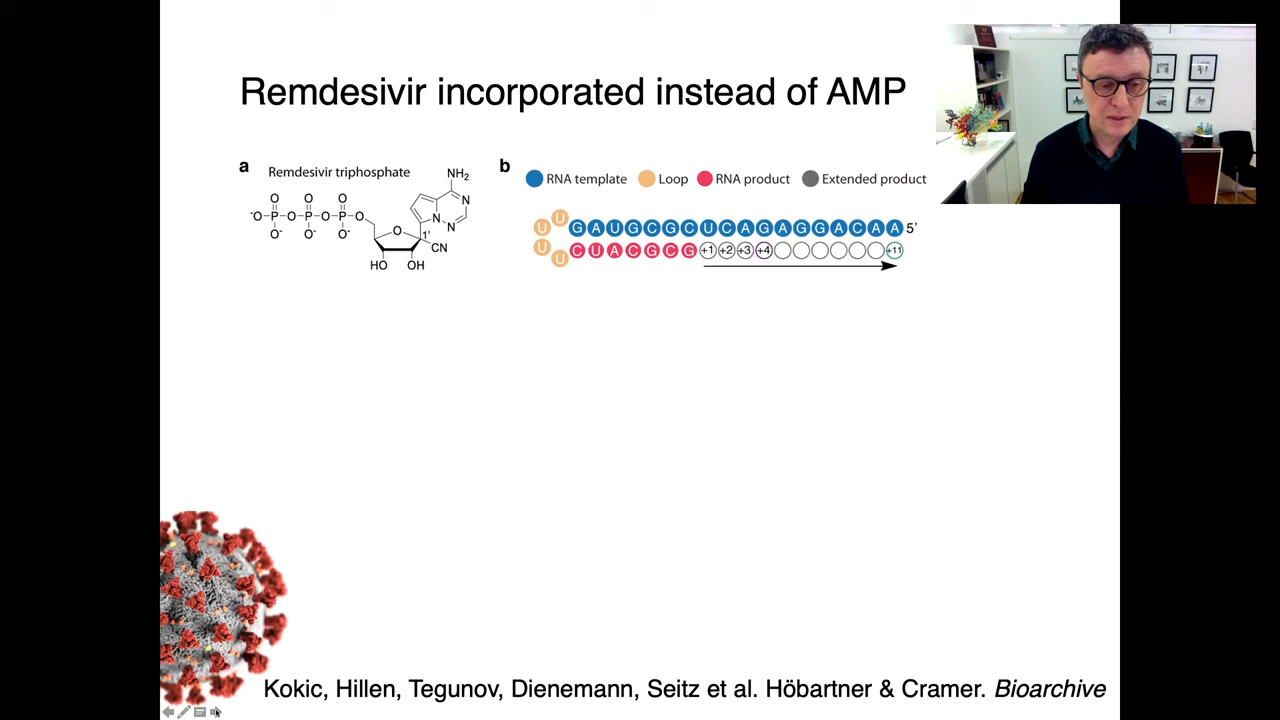 Remdesivir incorporated instead of AMP
a Remdesivir triphosphate
NH₂
N
N
N
N
O O O
⁻O P O P O P O
O⁻ O⁻ O⁻
O 1' CN
HO OH
b RNA template Loop RNA product Extended product
U U G A U G C G C U C A G A G G A C A A 5'
U U C U A C G C G +1 +2 +3 +4 +11
Kokic, Hillen, Tegunov, Dienemann, Seitz et al. Höbartner & Cramer. Bioarchive